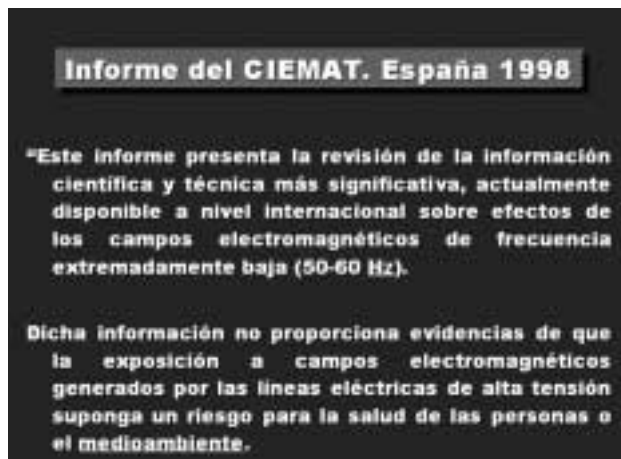 Informe del CIEMAT. España 1998
"Este informe presenta la revisión de la información
científica y técnica más significativa, actualmente
disponible a nivel internacional sobre efectos de
los campos electromagnéticos de frecuencia
extremadamente baja (50-60 Hz).
Dicha información no proporciona evidencias de que
la exposición a campos electromagnéticos
generados por las líneas eléctricas de alta tensión
suponga un riesgo para la salud de las personas o
el medioambiente.